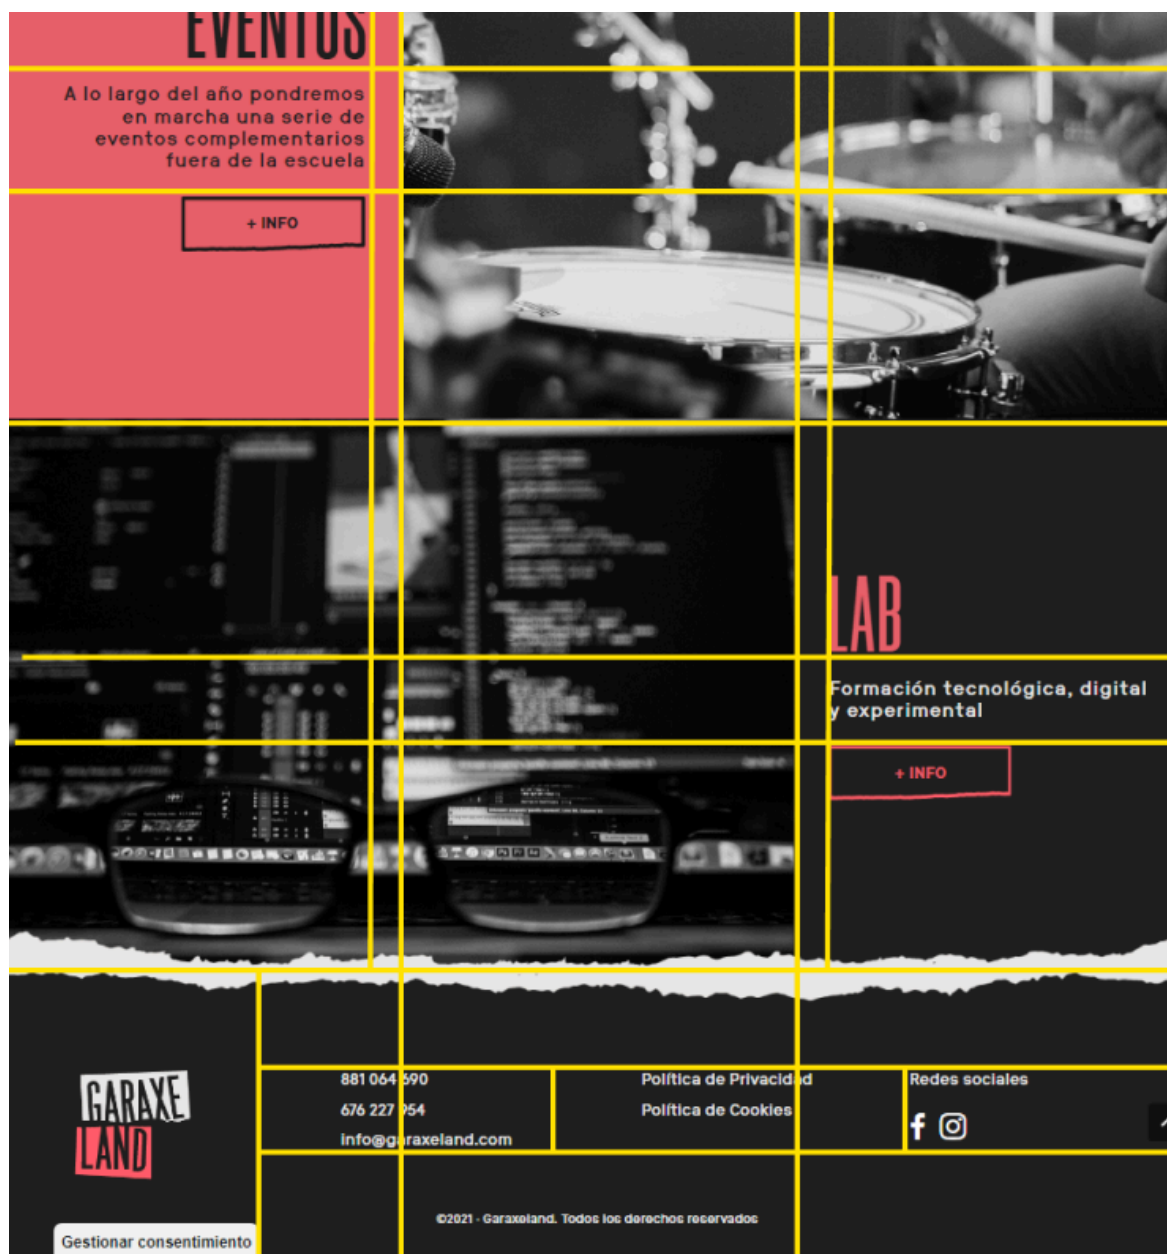 EVENTOS
A lo largo del año pondremos
en marcha una serie de
eventos complementarios
fuera de la escuela
+ INFO
LAB
Formación tecnológica, digital
y experimental
+ INFO
GARAXE
LAND
881 064 690
676 227 954
info@garaxeland.com
Política de Privacidad
Política de Cookies
Redes sociales
©2021 - Garaxeland. Todos los derechos reservados
Gestionar consentimiento